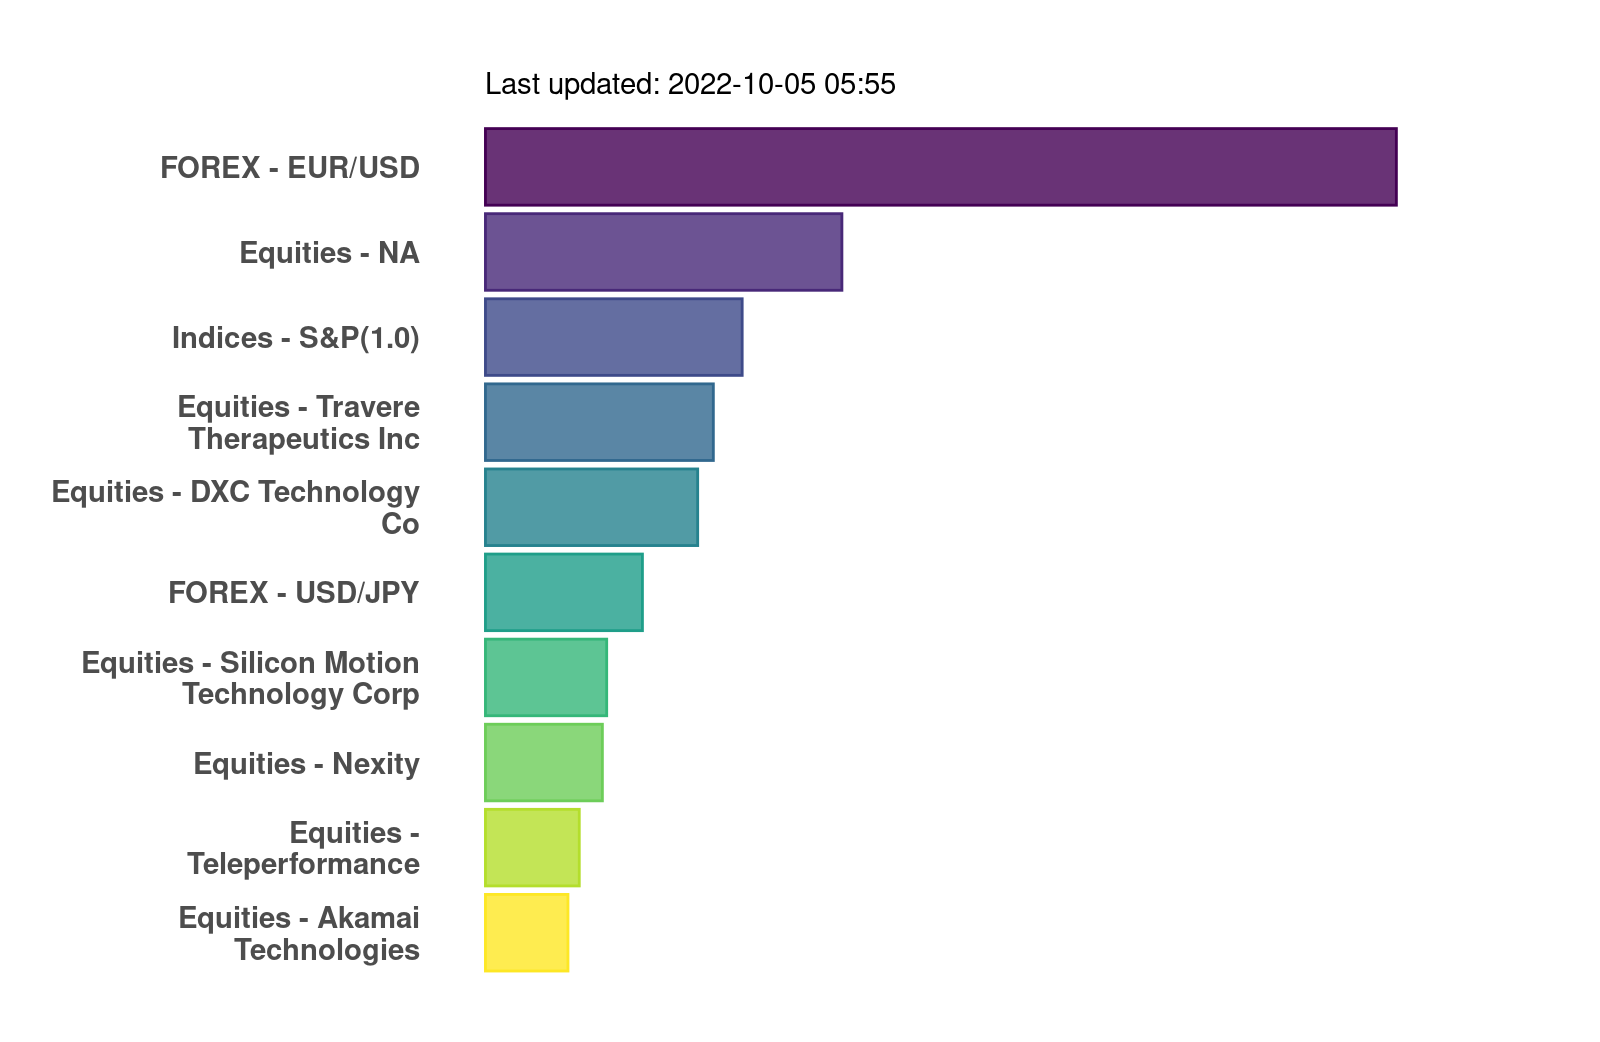 Last updated: 2022-10-05 05:55
FOREX - EUR/USD
Equities - NA
Indices - S&P(1.0)
Equities - Travere
Therapeutics Inc
Equities - DXC Technology
Co
FOREX - USD/JPY
Equities - Silicon Motion
Technology Corp
Equities - Nexity
Equities -
Teleperformance
Equities - Akamai
Technologies